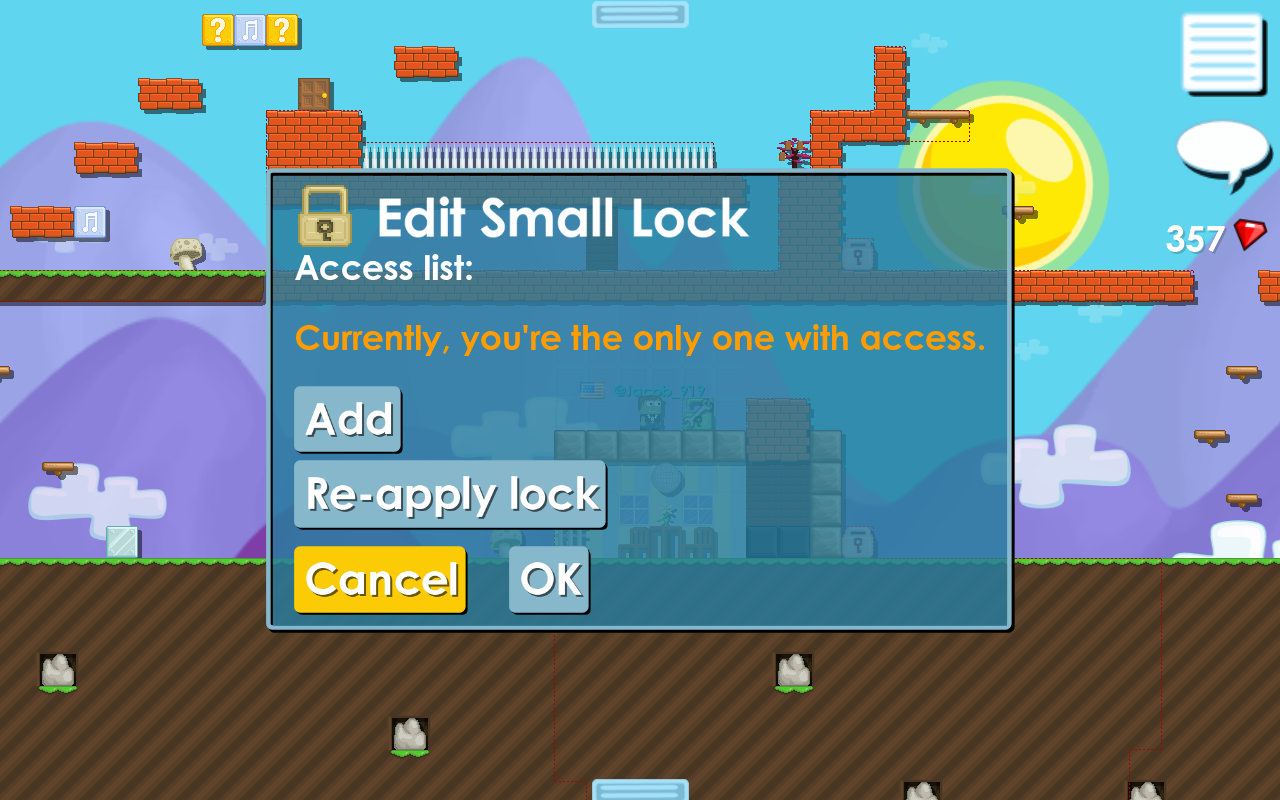 ? ?
Edit Small Lock
Access list:
357
Currently, you're the only one with access.
@Jacob_919
Add
Re-apply lock
Cancel OK